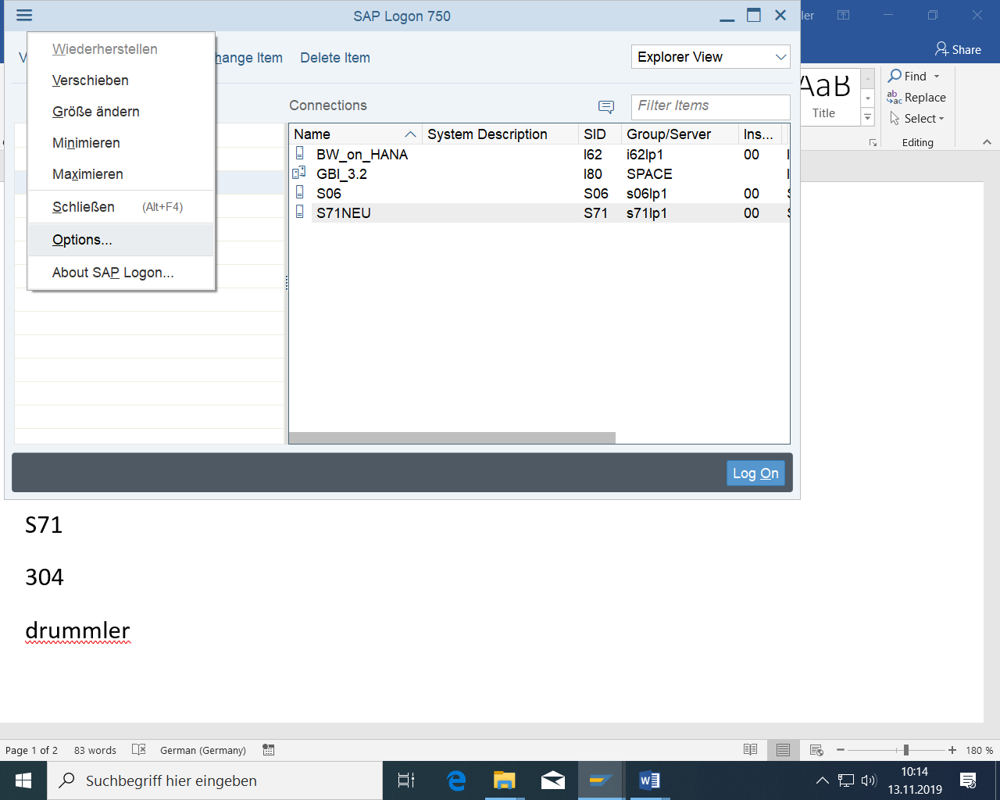 SAP Logon 750
ler
Wiederherstellen
Verschieben
Größe ändern
Minimieren
Maximieren
Schließen (Alt+F4)
Options...
About SAP Logon...
hange Item Delete Item
Explorer View
Connections
Filter Items
Name System Description SID Group/Server Ins...
BW_on_HANA I62 i62lp1 00
GBI_3.2 I80 SPACE
S06 S06 s06lp1 00
S71NEU S71 s71lp1 00
Log On
Share
AaB
Title
Find
Replace
Select
Editing
S71
304
drummler
Page 1 of 2 83 words German (Germany) 180 %
Suchbegriff hier eingeben
10:14
13.11.2019